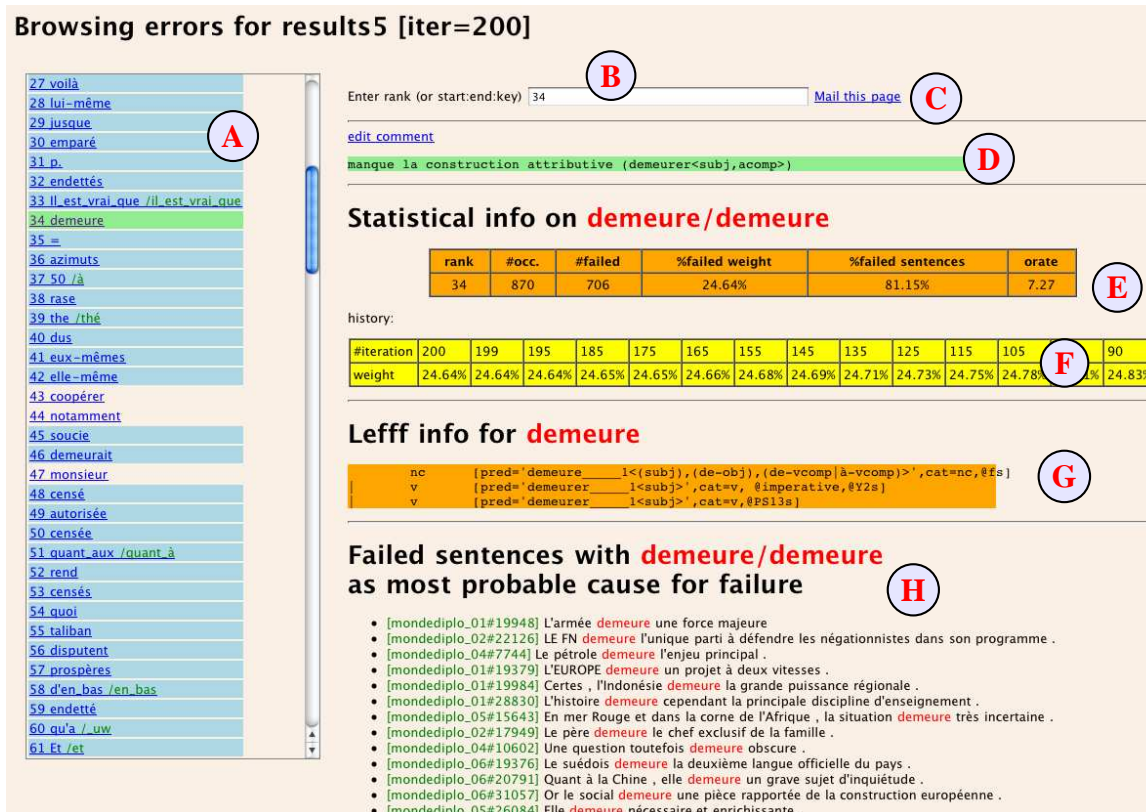 Browsing errors for results5 [iter=200]
27 voilà
28 lui-même
29 jusque
30 emparé
31 p.
32 endettés
33 Il_est_vrai_que /il_est_vrai_que
34 demeure
35 =
36 azimuts
37 50 /à
38 rase
39 the /thé
40 dus
41 eux-mêmes
42 elle-même
43 coopérer
44 notamment
45 soucie
46 demeurait
47 monsieur
48 censé
49 autorisée
50 censée
51 quant_aux /quant_à
52 rend
53 censés
54 quoi
55 taliban
56 disputent
57 prospères
58 d'en_bas /en_bas
59 endetté
60 qu'a /_uw
61 Et /et
A
B
Enter rank (or start:end:key) 34 Mail this page
C
edit comment
manque la construction attributive (demeurer<subj,acomp>)
D
Statistical info on demeure/demeure
rank #occ. #failed %failed weight %failed sentences orate
34 870 706 24.64% 81.15% 7.27
E
history:
#iteration 200 199 195 185 175 165 155 145 135 125 115 105 90
weight 24.64% 24.64% 24.64% 24.65% 24.65% 24.66% 24.68% 24.69% 24.71% 24.73% 24.75% 24.78% 24.83%
F
Lefff info for demeure
nc [pred='demeure_____1<(subj),(de-obj),(de-vcomp|à-vcomp)>',cat=nc,@fs]
| v [pred='demeurer_____1<subj>',cat=v, @imperative,@Y2s]
| v [pred='demeurer_____1<subj>',cat=v,@PS13s]
G
Failed sentences with demeure/demeure
as most probable cause for failure
H
• [mondediplo_01#19948] L'armée demeure une force majeure
• [mondediplo_02#22126] LE FN demeure l'unique parti à défendre les négationnistes dans son programme .
• [mondediplo_04#7744] Le pétrole demeure l'enjeu principal .
• [mondediplo_01#19379] L'EUROPE demeure un projet à deux vitesses .
• [mondediplo_01#19984] Certes , l'Indonésie demeure la grande puissance régionale .
• [mondediplo_01#28830] L'histoire demeure cependant la principale discipline d'enseignement .
• [mondediplo_05#15643] En mer Rouge et dans la corne de l'Afrique , la situation demeure très incertaine .
• [mondediplo_02#17949] Le père demeure le chef exclusif de la famille .
• [mondediplo_04#10602] Une question toutefois demeure obscure .
• [mondediplo_06#19376] Le suédois demeure la deuxième langue officielle du pays .
• [mondediplo_06#20791] Quant à la Chine , elle demeure un grave sujet d'inquiétude .
• [mondediplo_06#31057] Or le social demeure une pièce rapportée de la construction européenne .
• [mondediplo_05#26084] Elle demeure nécessaire et enrichissante